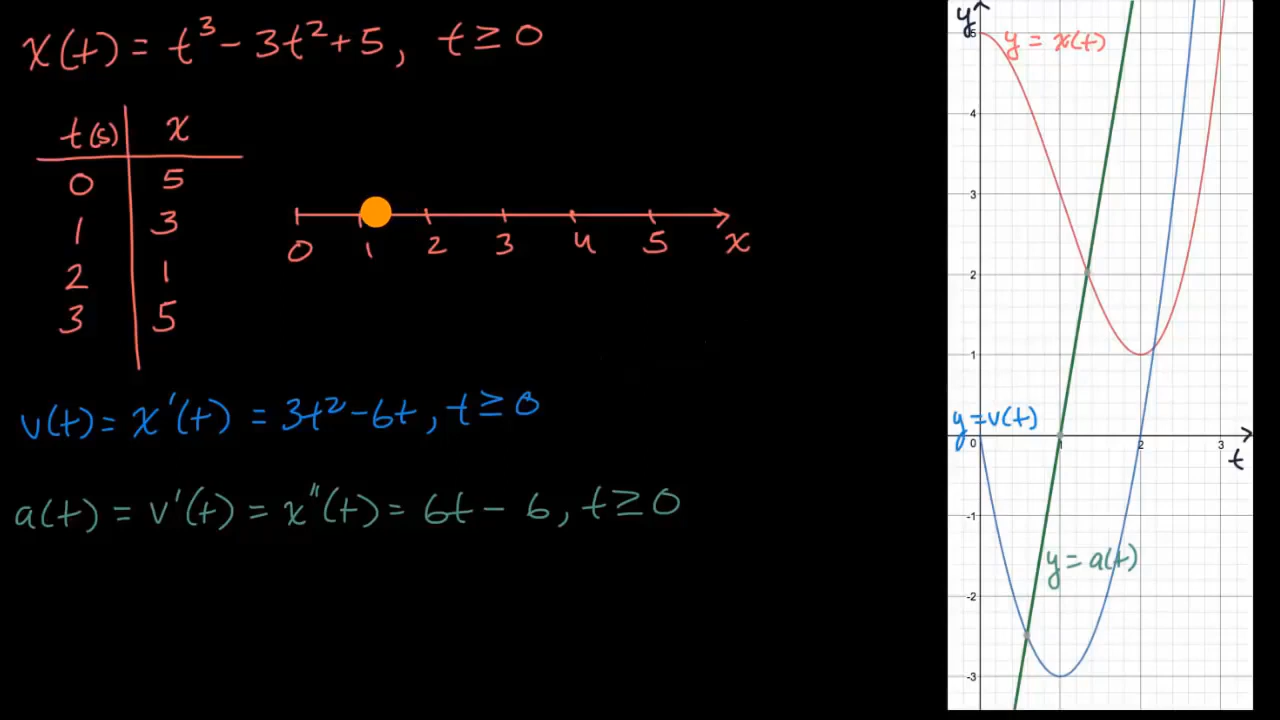 x(t) = t³ - 3t² + 5, t ≥ 0
t(s) x
0 5
1 3
2 1
3 5
0 1 2 3 4 5 x
v(t) = x'(t) = 3t² - 6t, t ≥ 0
a(t) = v'(t) = x''(t) = 6t - 6, t ≥ 0
y
5
y = x(t)
4
3
2
1
y = v(t)
0 1 2 3
t
-1
y = a(t)
-2
-3